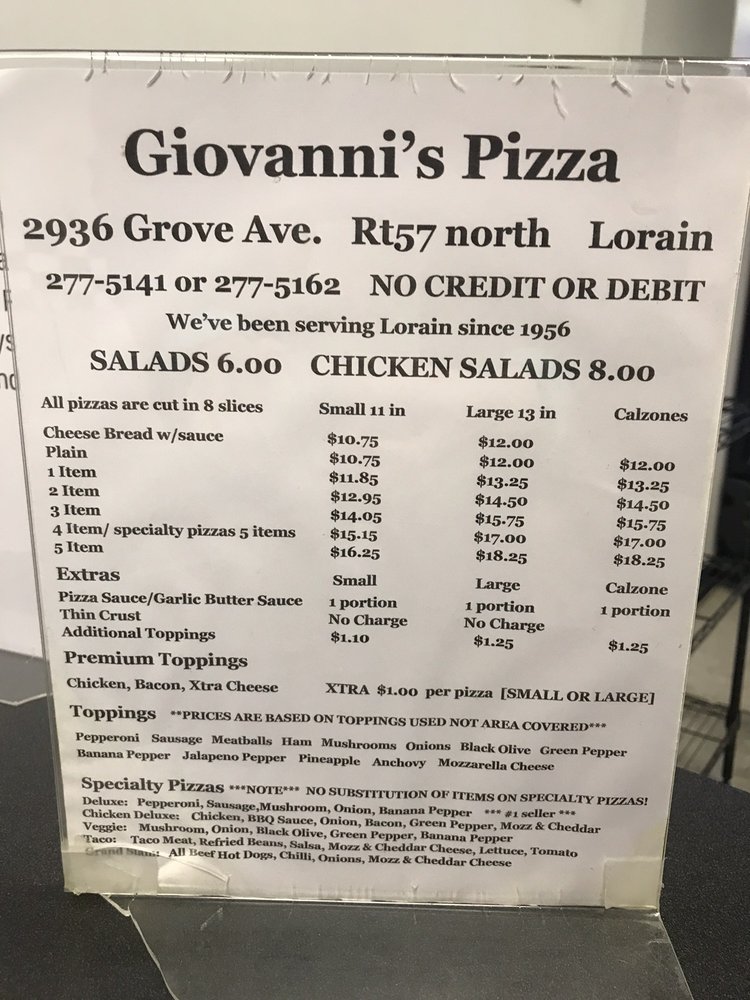 Giovanni's Pizza
2936 Grove Ave. Rt57 north Lorain
277-5141 or 277-5162 NO CREDIT OR DEBIT
We've been serving Lorain since 1956
SALADS 6.00 CHICKEN SALADS 8.00
All pizzas are cut in 8 slices Small 11 in Large 13 in Calzones
Cheese Bread w/sauce $10.75 $12.00
Plain $10.75 $12.00 $12.00
1 Item $11.85 $13.25 $13.25
2 Item $12.95 $14.50 $14.50
3 Item $14.05 $15.75 $15.75
4 Item/ specialty pizzas 5 items $15.15 $17.00 $17.00
5 Item $16.25 $18.25 $18.25
Extras Small Large Calzone
Pizza Sauce/Garlic Butter Sauce 1 portion 1 portion 1 portion
Thin Crust No Charge No Charge
Additional Toppings $1.10 $1.25 $1.25
Premium Toppings
Chicken, Bacon, Xtra Cheese XTRA $1.00 per pizza [SMALL OR LARGE]
Toppings **PRICES ARE BASED ON TOPPINGS USED NOT AREA COVERED***
Pepperoni Sausage Meatballs Ham Mushrooms Onions Black Olive Green Pepper
Banana Pepper Jalapeno Pepper Pineapple Anchovy Mozzarella Cheese
Specialty Pizzas ***NOTE*** NO SUBSTITUTION OF ITEMS ON SPECIALTY PIZZAS!
Deluxe: Pepperoni, Sausage,Mushroom, Onion, Banana Pepper *** #1 seller ***
Chicken Deluxe: Chicken, BBQ Sauce, Onion, Bacon, Green Pepper, Mozz & Cheddar
Veggie: Mushroom, Onion, Black Olive, Green Pepper, Banana Pepper
Taco: Taco Meat, Refried Beans, Salsa, Mozz & Cheddar Cheese, Lettuce, Tomato
Grand Slam: All Beef Hot Dogs, Chilli, Onions, Mozz & Cheddar Cheese